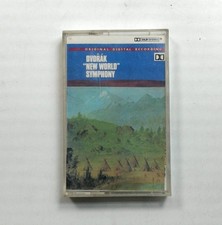 ORIGINAL DIGITAL RECORDING
DVOŘÁK
"NEW WORLD"
SYMPHONY